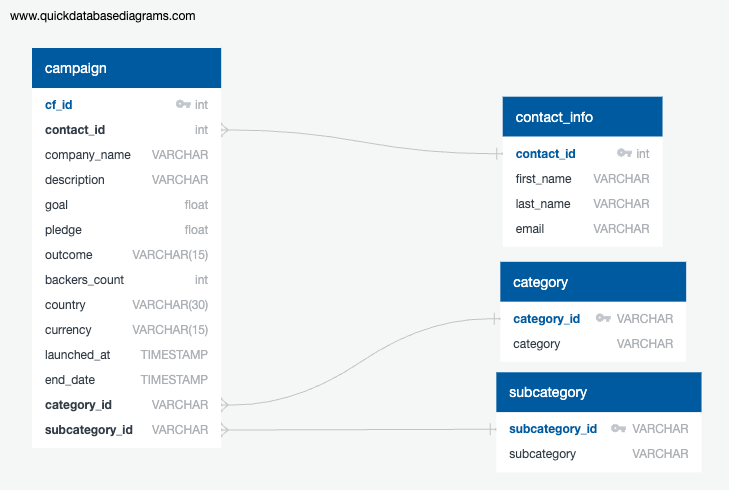 www.quickdatabasediagrams.com
campaign
cf_id int
contact_id int
company_name VARCHAR
description VARCHAR
goal float
pledge float
outcome VARCHAR(15)
backers_count int
country VARCHAR(30)
currency VARCHAR(15)
launched_at TIMESTAMP
end_date TIMESTAMP
category_id VARCHAR
subcategory_id VARCHAR
contact_info
contact_id int
first_name VARCHAR
last_name VARCHAR
email VARCHAR
category
category_id VARCHAR
category VARCHAR
subcategory
subcategory_id VARCHAR
subcategory VARCHAR